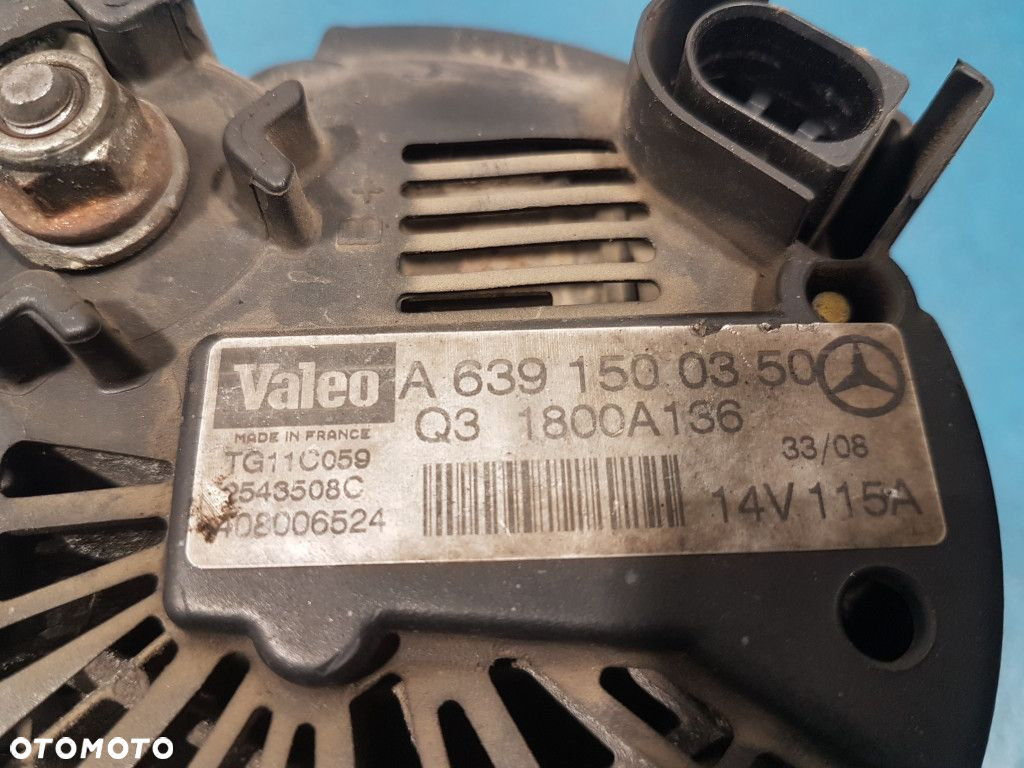 B+
Valeo A 639 150 03 50
MADE IN FRANCE Q3 1800A136
TG11C059 33/08
2543508C
408006524 14V 115A
OTOMOTO